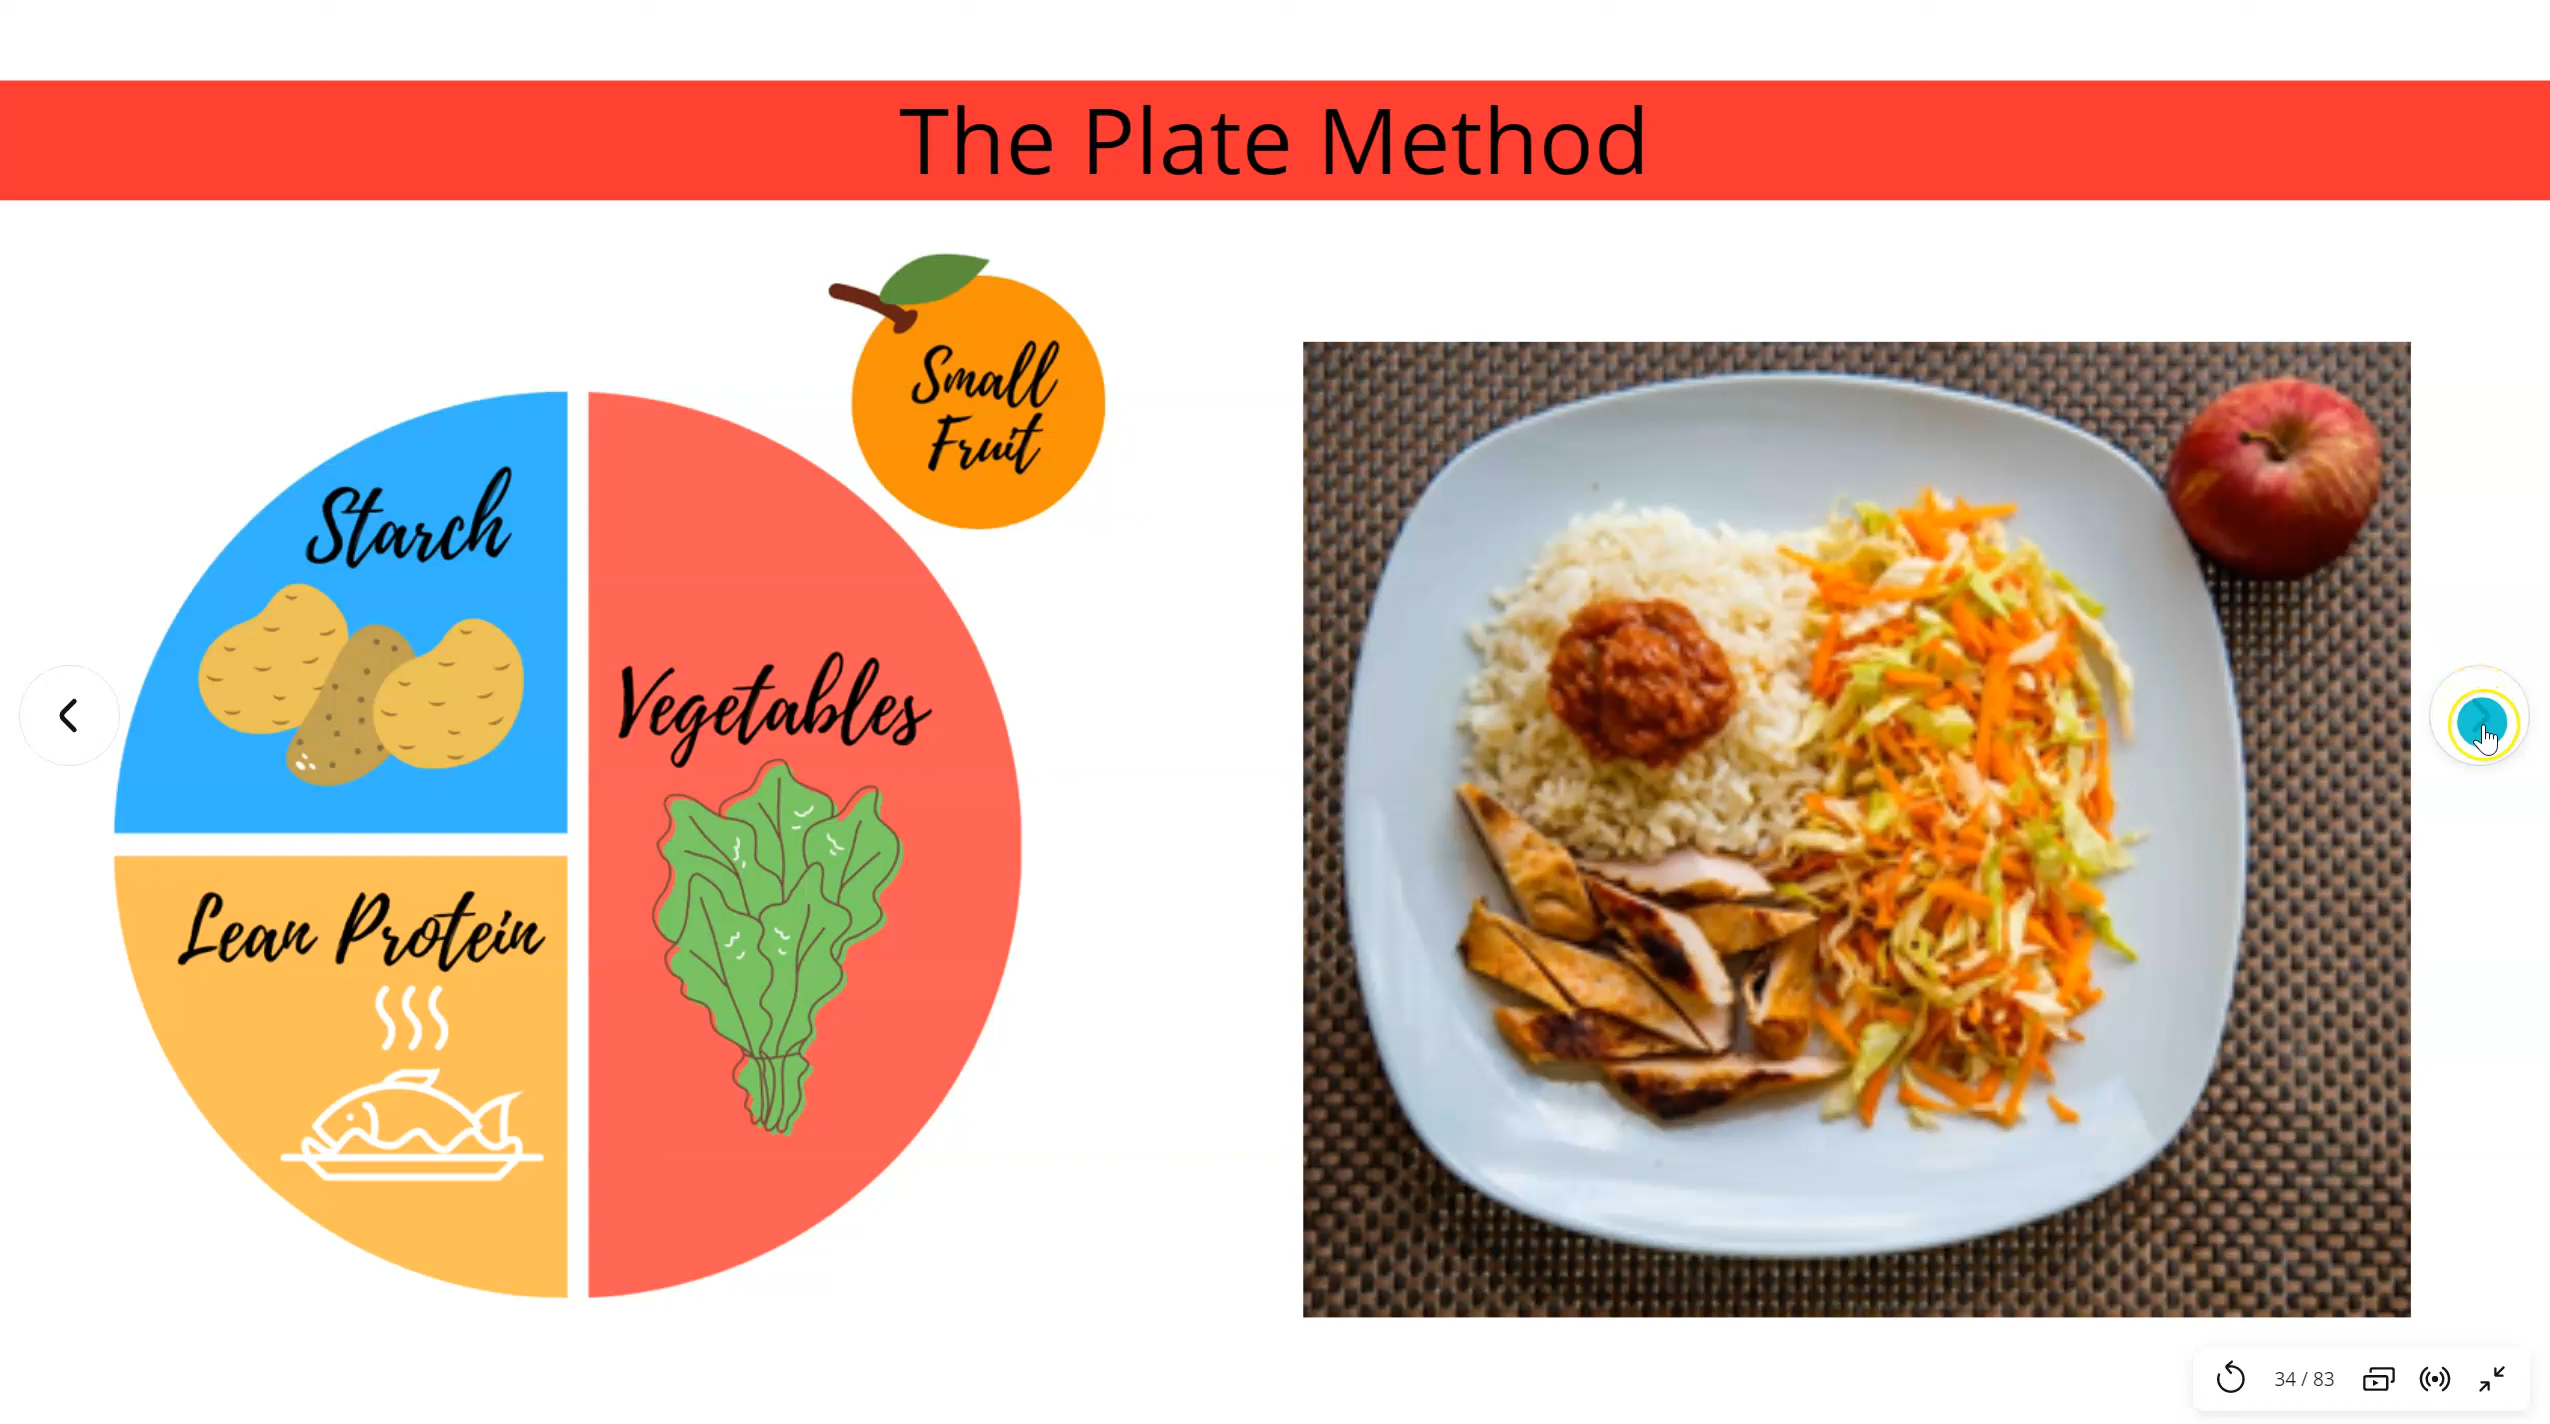 The Plate Method
Small
Fruit
Starch
Vegetables
Lean Protein
34 / 83